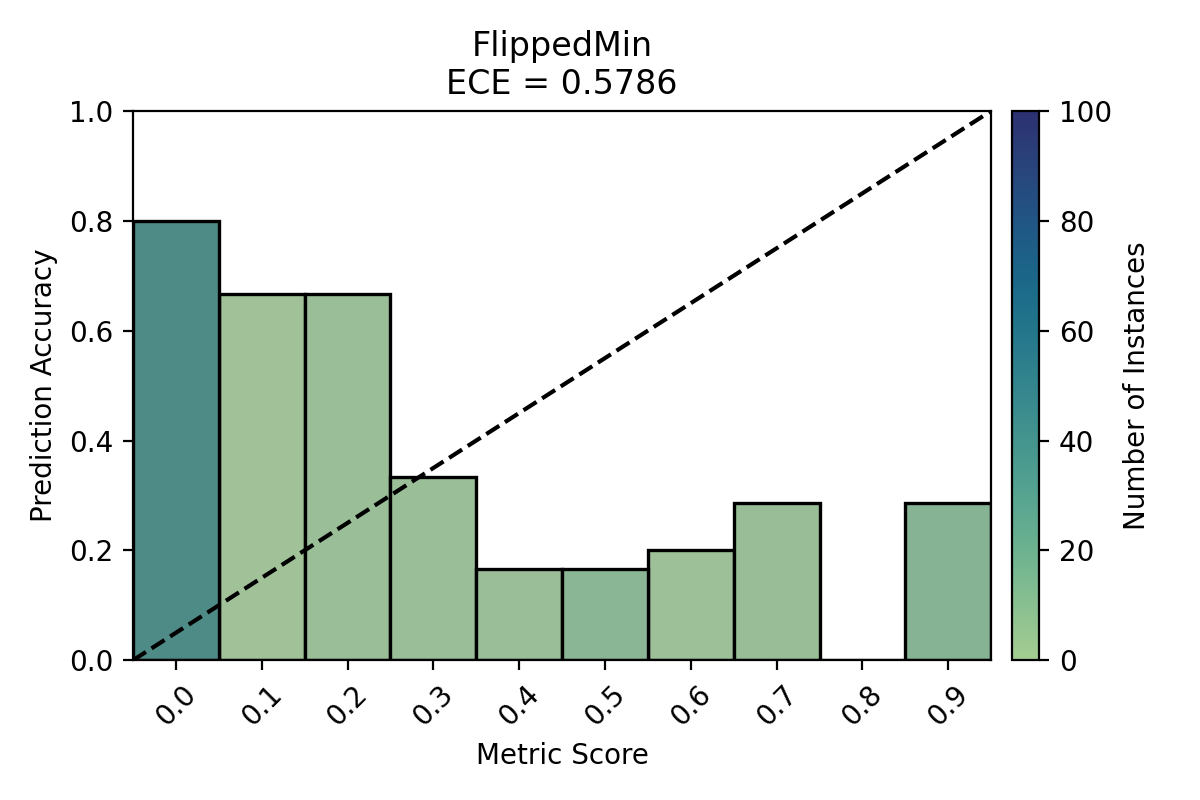 FlippedMin
ECE = 0.5786
Prediction Accuracy
1.0
0.8
0.6
0.4
0.2
0.0
0.0 0.1 0.2 0.3 0.4 0.5 0.6 0.7 0.8 0.9
Metric Score
100
80
60
40
20
0
Number of Instances